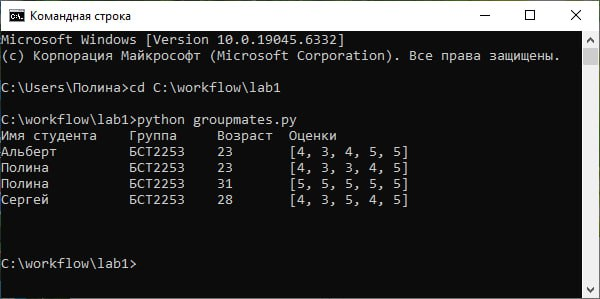 Командная строка
Microsoft Windows [Version 10.0.19045.6332]
(c) Корпорация Майкрософт (Microsoft Corporation). Все права защищены.
C:\Users\Полина>cd C:\workflow\lab1
C:\workflow\lab1>python groupmates.py
Имя студента Группа Возраст Оценки
Альберт БСТ2253 23 [4, 3, 4, 5, 5]
Полина БСТ2253 23 [4, 3, 3, 4, 5]
Полина БСТ2253 31 [5, 5, 5, 5, 5]
Сергей БСТ2253 28 [4, 3, 5, 4, 5]
C:\workflow\lab1>